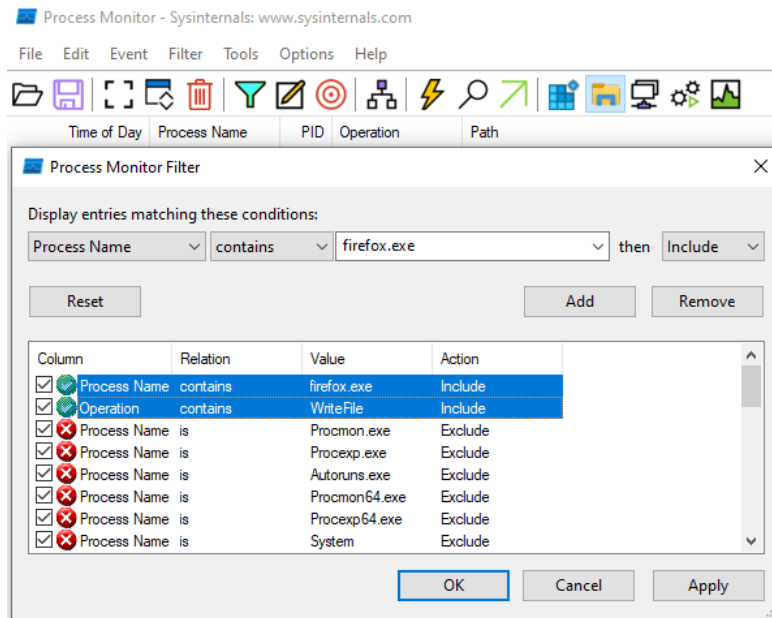 Process Monitor - Sysinternals: www.sysinternals.com
File Edit Event Filter Tools Options Help
Time of Day Process Name PID Operation Path
Process Monitor Filter
Display entries matching these conditions:
Process Name contains firefox.exe then Include
Reset Add Remove
Column Relation Value Action
Process Name contains firefox.exe Include
Operation contains WriteFile Include
Process Name is Procmon.exe Exclude
Process Name is Procexp.exe Exclude
Process Name is Autoruns.exe Exclude
Process Name is Procmon64.exe Exclude
Process Name is Procexp64.exe Exclude
Process Name is System Exclude
OK Cancel Apply